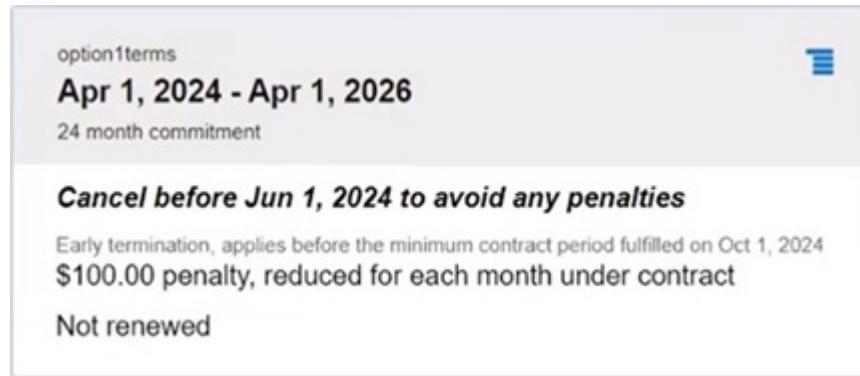 option1terms
Apr 1, 2024 - Apr 1, 2026
24 month commitment
Cancel before Jun 1, 2024 to avoid any penalties
Early termination, applies before the minimum contract period fulfilled on Oct 1, 2024
$100.00 penalty, reduced for each month under contract
Not renewed